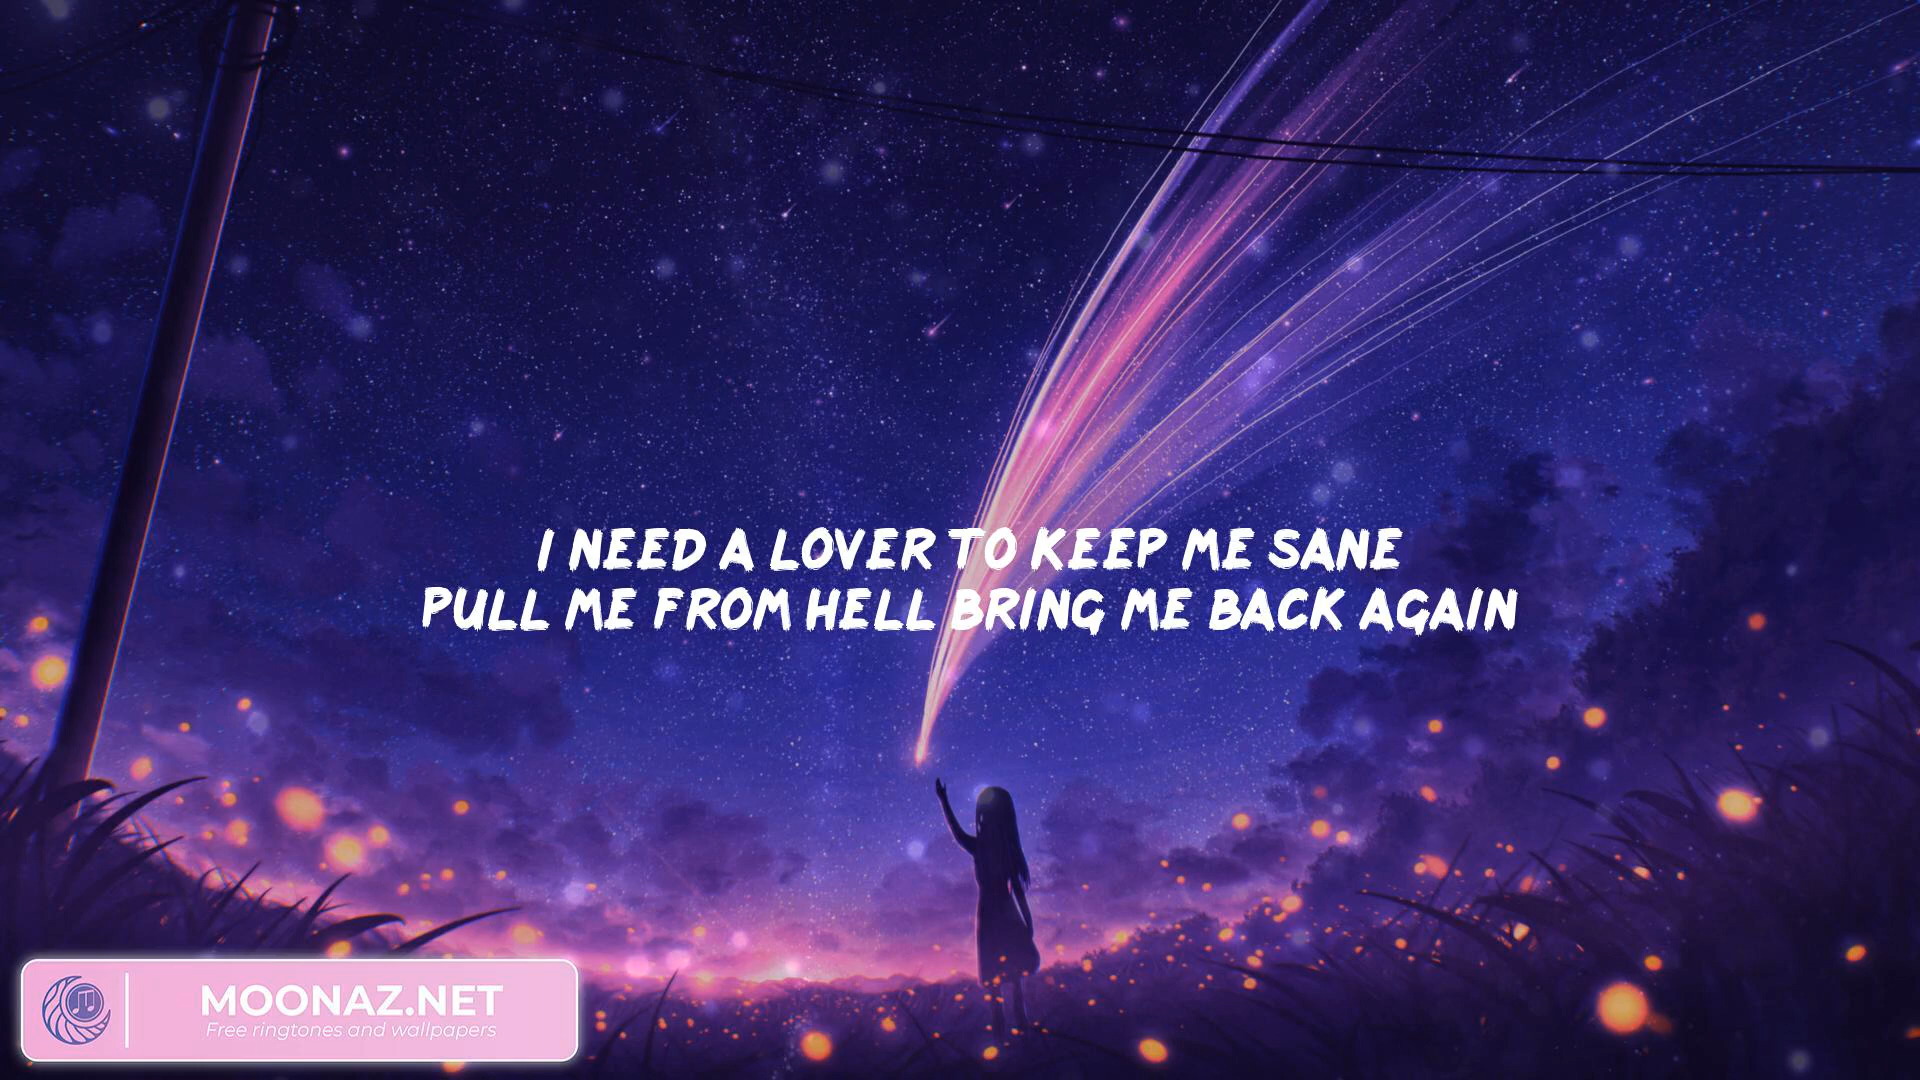 I NEED A LOVER TO KEEP ME SANE
PULL ME FROM HELL BRING ME BACK AGAIN
MOONAZ.NET
Free ringtones and wallpapers